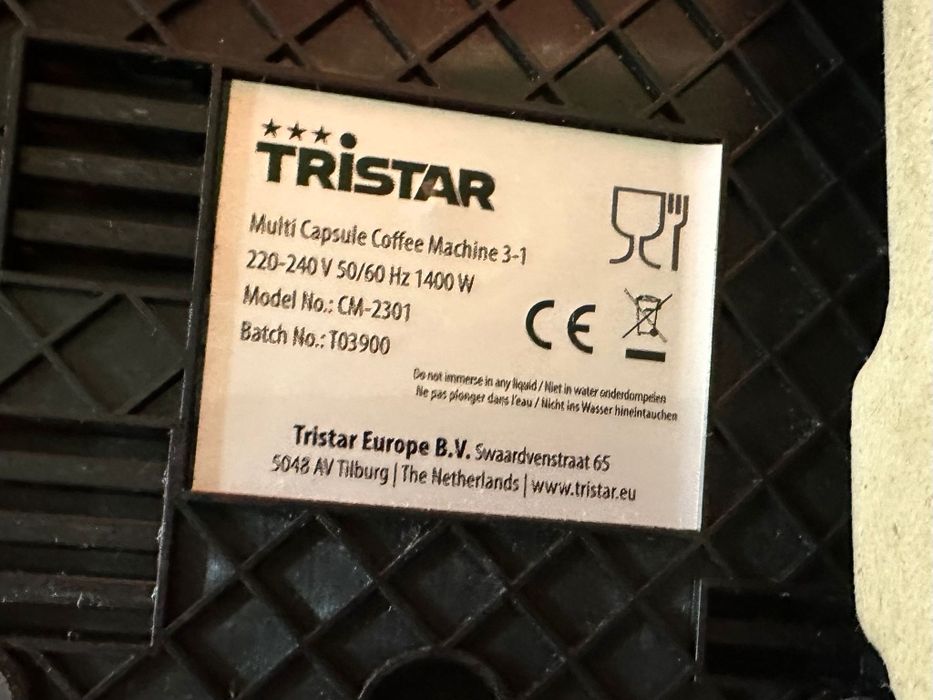 TRISTAR
Multi Capsule Coffee Machine 3-1
220-240 V 50/60 Hz 1400 W
Model No.: CM-2301
Batch No.: T03900
CE
Do not immerse in any liquid / Niet in water onderdompelen
Ne pas plonger dans l'eau / Nicht ins Wasser hineintauchen
Tristar Europe B.V. Swaardvenstraat 65
5048 AV Tilburg | The Netherlands | www.tristar.eu